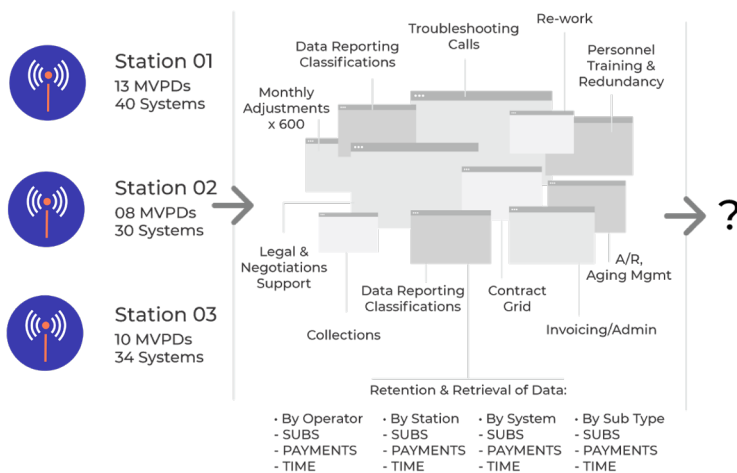 Station 01
13 MVPDs
40 Systems
Station 02
08 MVPDs
30 Systems
Station 03
10 MVPDs
34 Systems
Monthly
Adjustments
x 600
Data Reporting
Classifications
Troubleshooting
Calls
Re-work
Personnel
Training &
Redundancy
Legal &
Negotiations
Support
Collections
Data Reporting
Classifications
Contract
Grid
Invoicing/Admin
A/R,
Aging Mgmt
?
Retention & Retrieval of Data:
• By Operator
- SUBS
- PAYMENTS
- TIME
• By Station
- SUBS
- PAYMENTS
- TIME
• By System
- SUBS
- PAYMENTS
- TIME
• By Sub Type
- SUBS
- PAYMENTS
- TIME